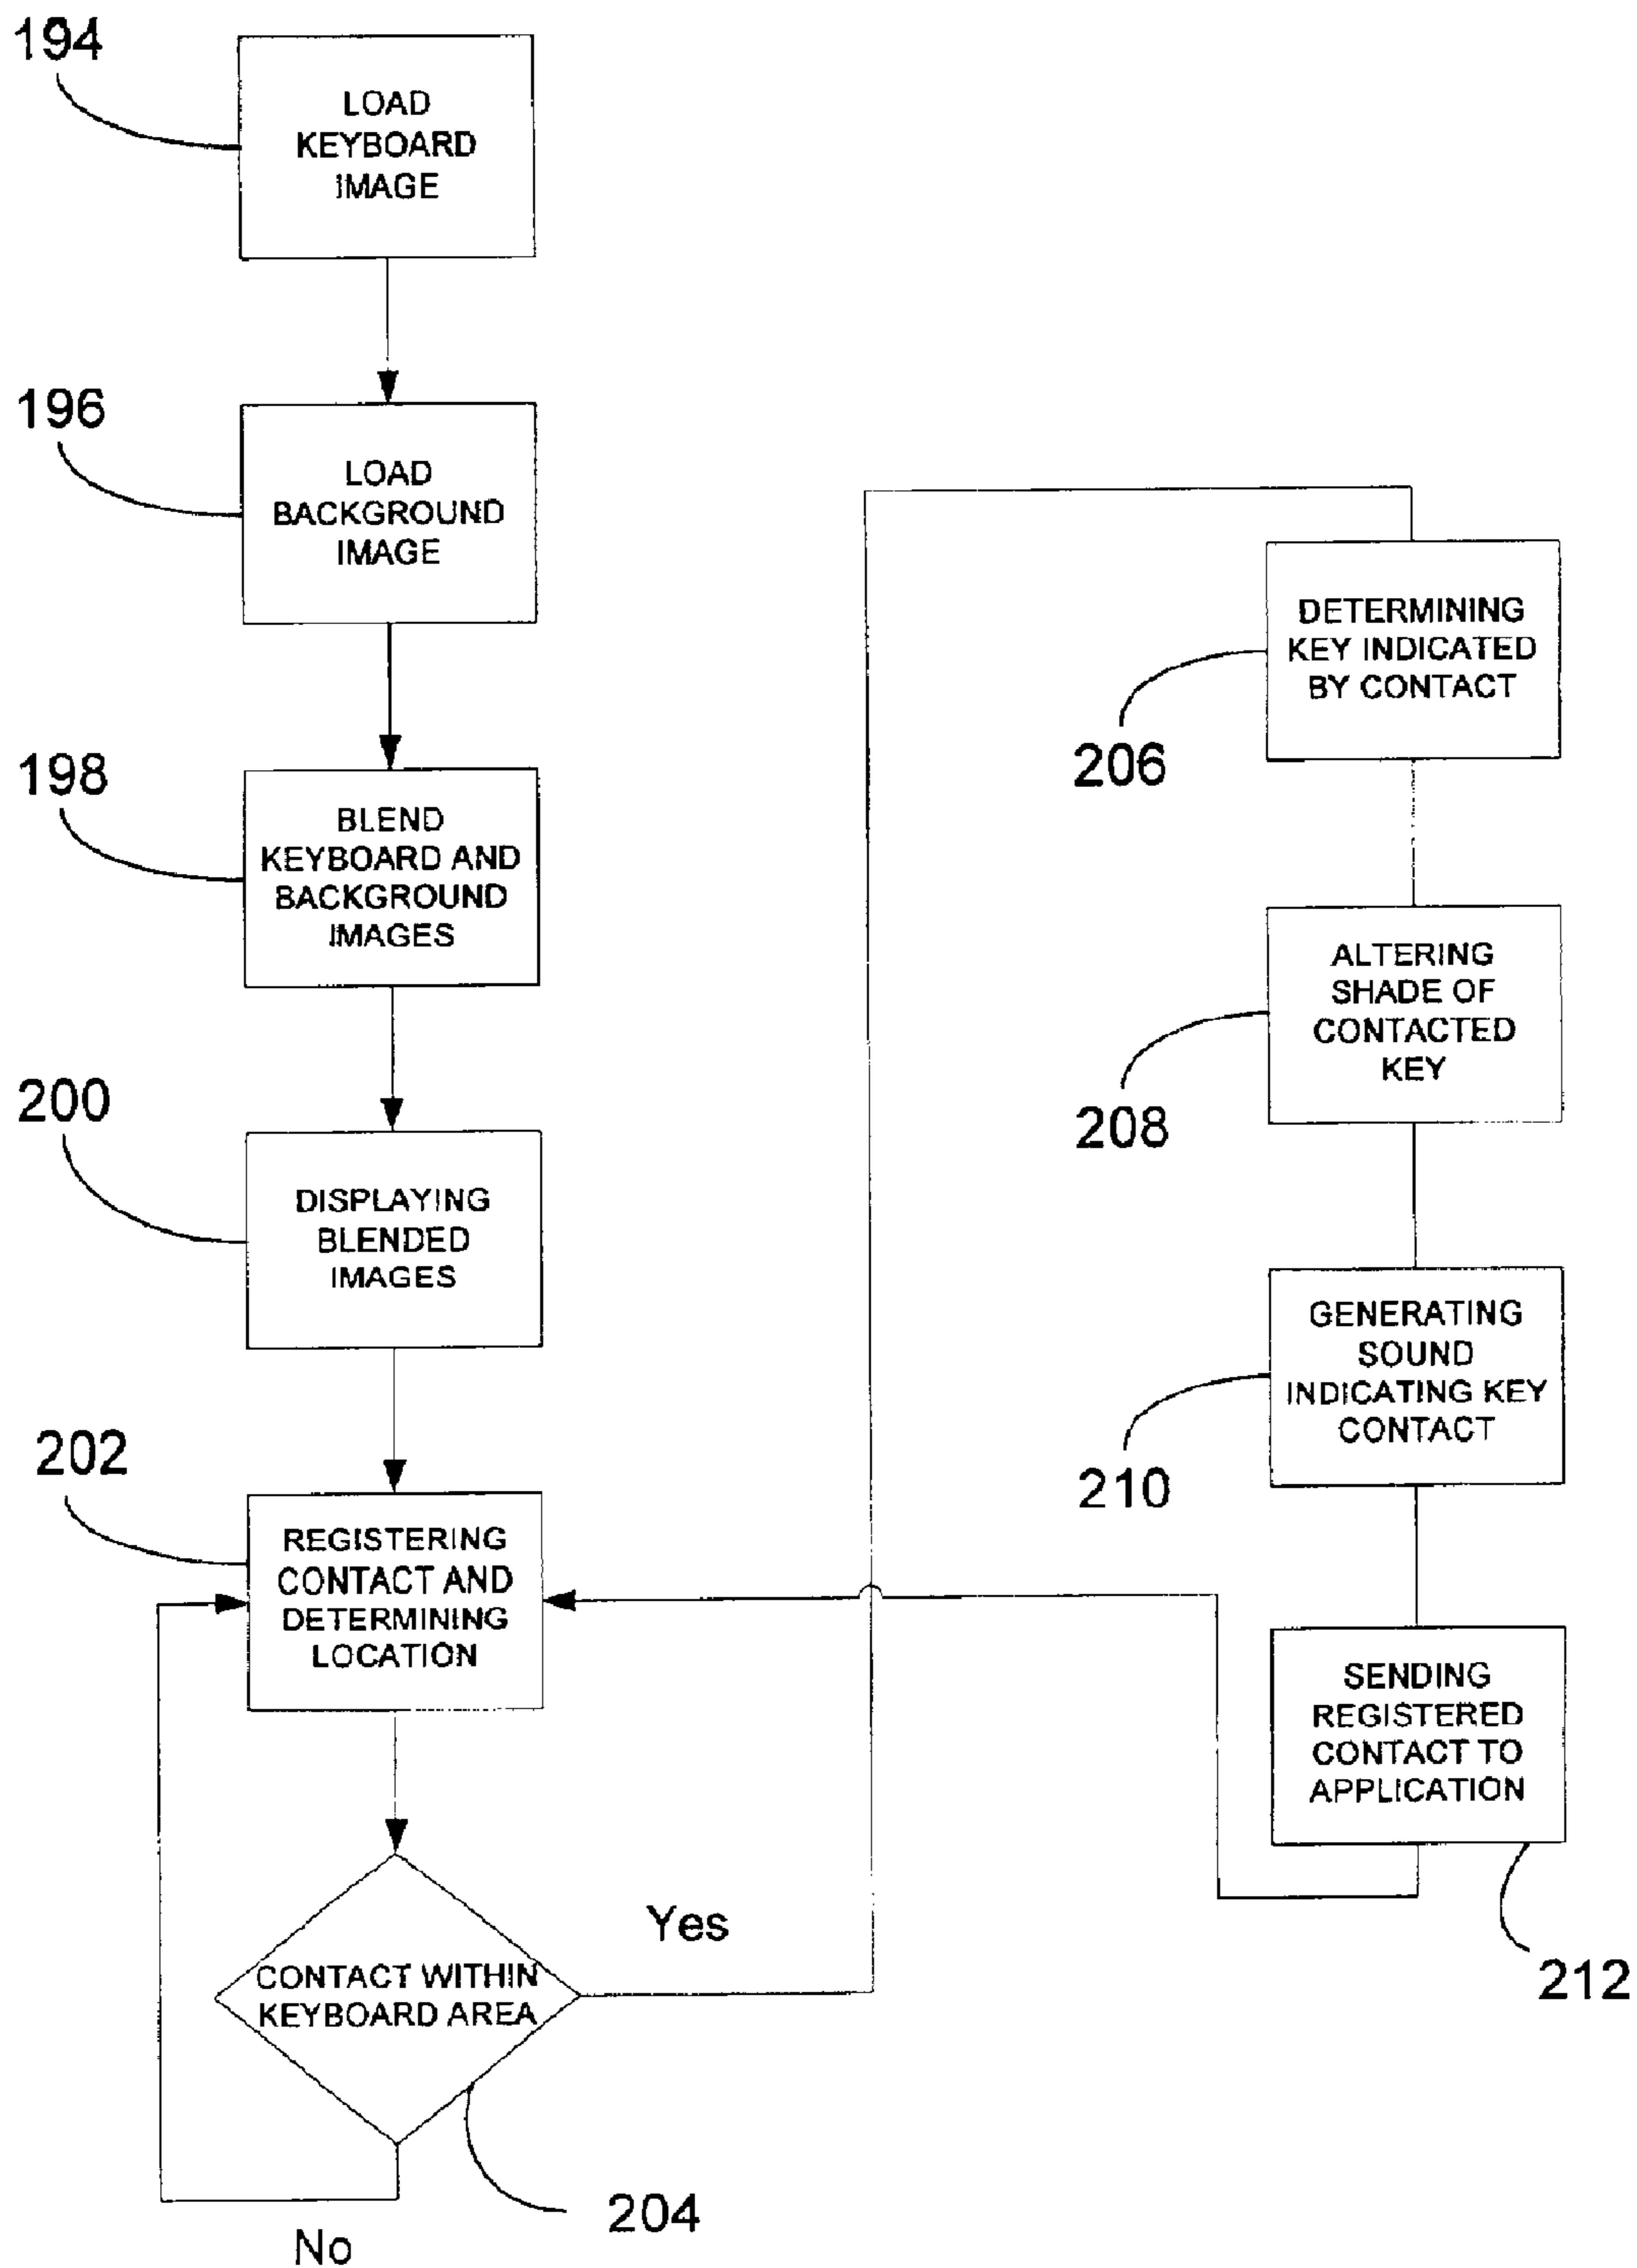 194
LOAD
KEYBOARD
IMAGE
196
LOAD
BACKGROUND
IMAGE
198
BLEND
KEYBOARD AND
BACKGROUND
IMAGES
200
DISPLAYING
BLENDED
IMAGES
202
REGISTERING
CONTACT AND
DETERMINING
LOCATION
CONTACT WITHIN
KEYBOARD AREA
Yes
204
No
DETERMINING
KEY INDICATED
BY CONTACT
206
ALTERING
SHADE OF
CONTACTED
KEY
208
GENERATING
SOUND
INDICATING KEY
CONTACT
210
SENDING
REGISTERED
CONTACT TO
APPLICATION
212